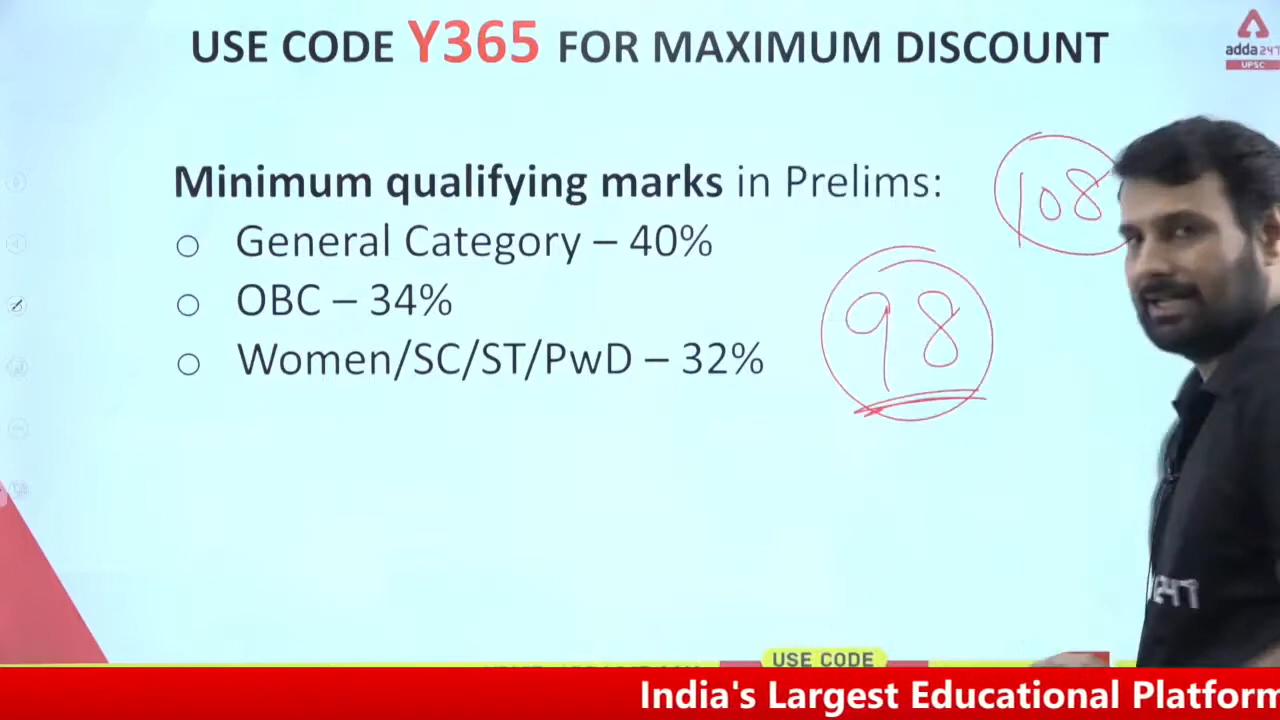 USE CODE Y365 FOR MAXIMUM DISCOUNT
adda247
UPSC
Minimum qualifying marks in Prelims:
108
○ General Category – 40%
○ OBC – 34%
98
○ Women/SC/ST/PwD – 32%
247
USE CODE
India's Largest Educational Platform